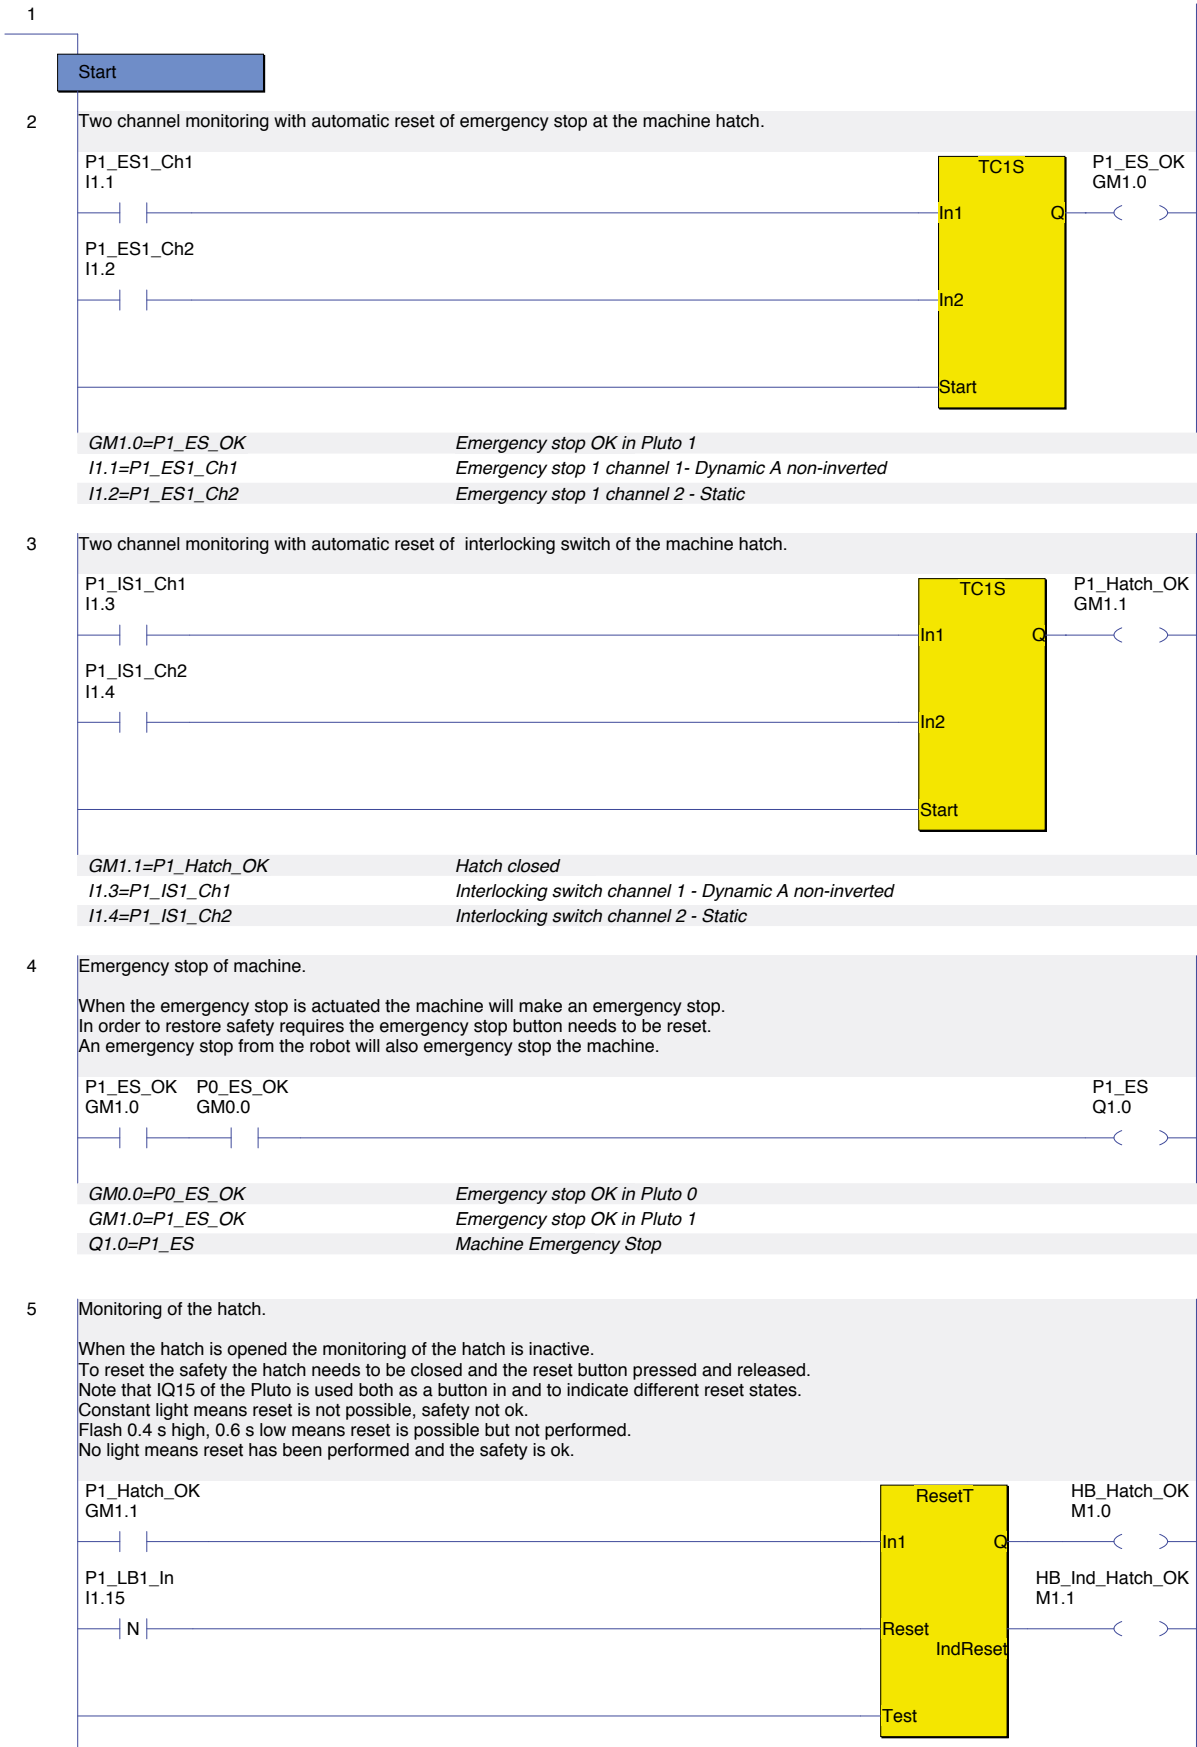 1
Start
2 Two channel monitoring with automatic reset of emergency stop at the machine hatch.
P1_ES1_Ch1
I1.1
TC1S
P1_ES_OK
GM1.0
In1 Q
P1_ES1_Ch2
I1.2
In2
Start
GM1.0=P1_ES_OK Emergency stop OK in Pluto 1
I1.1=P1_ES1_Ch1 Emergency stop 1 channel 1- Dynamic A non-inverted
I1.2=P1_ES1_Ch2 Emergency stop 1 channel 2 - Static
3 Two channel monitoring with automatic reset of interlocking switch of the machine hatch.
P1_IS1_Ch1
I1.3
TC1S
P1_Hatch_OK
GM1.1
In1 Q
P1_IS1_Ch2
I1.4
In2
Start
GM1.1=P1_Hatch_OK Hatch closed
I1.3=P1_IS1_Ch1 Interlocking switch channel 1 - Dynamic A non-inverted
I1.4=P1_IS1_Ch2 Interlocking switch channel 2 - Static
4 Emergency stop of machine.
When the emergency stop is actuated the machine will make an emergency stop.
In order to restore safety requires the emergency stop button needs to be reset.
An emergency stop from the robot will also emergency stop the machine.
P1_ES_OK P0_ES_OK P1_ES
GM1.0 GM0.0 Q1.0
GM0.0=P0_ES_OK Emergency stop OK in Pluto 0
GM1.0=P1_ES_OK Emergency stop OK in Pluto 1
Q1.0=P1_ES Machine Emergency Stop
5 Monitoring of the hatch.
When the hatch is opened the monitoring of the hatch is inactive.
To reset the safety the hatch needs to be closed and the reset button pressed and released.
Note that IQ15 of the Pluto is used both as a button in and to indicate different reset states.
Constant light means reset is not possible, safety not ok.
Flash 0.4 s high, 0.6 s low means reset is possible but not performed.
No light means reset has been performed and the safety is ok.
P1_Hatch_OK
GM1.1
ResetT
HB_Hatch_OK
M1.0
In1 Q
P1_LB1_In
I1.15
HB_Ind_Hatch_OK
M1.1
N
Reset
IndReset
Test